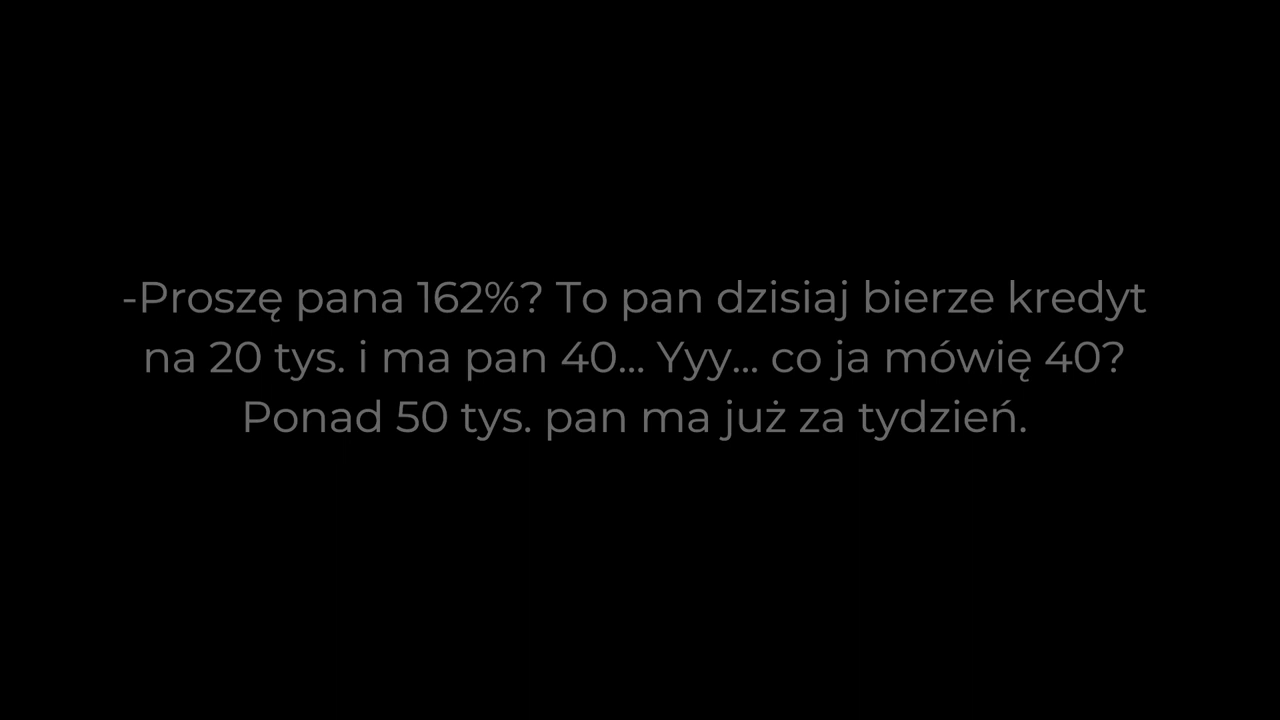 -Proszę pana 162%? To pan dzisiaj bierze kredyt
na 20 tys. i ma pan 40... Yyy... co ja mówię 40?
Ponad 50 tys. pan ma już za tydzień.